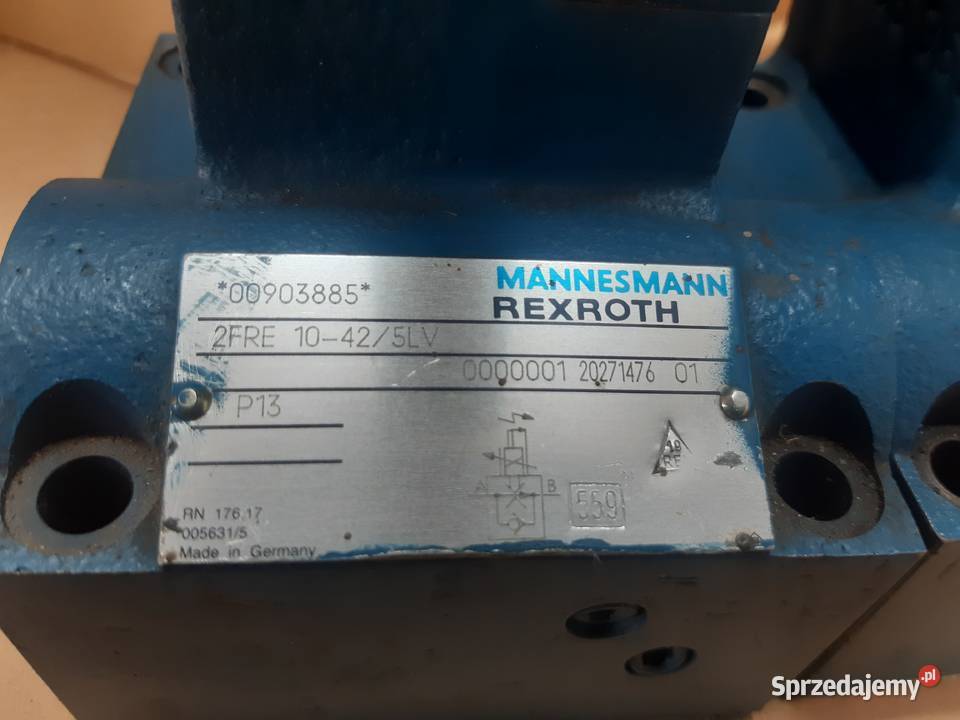 *00903885*
MANNESMANN
REXROTH
2FRE 10-42/5LV
0000001 20271476 01
P13
A
B
559
RN 176,17
005631/5
Made in Germany
Sprzedajemy.pl